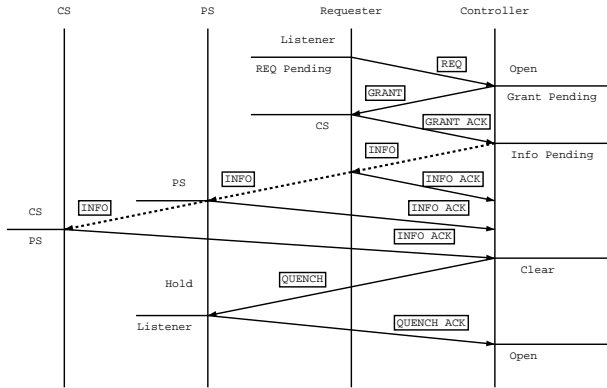 CS PS Requester Controller
Listener
REQ
REQ Pending
Open
GRANT
Grant Pending
CS
GRANT ACK
INFO
Info Pending
INFO
PS
INFO ACK
INFO
CS
INFO ACK
PS
INFO ACK
QUENCH
Clear
Hold
Listener
QUENCH ACK
Open